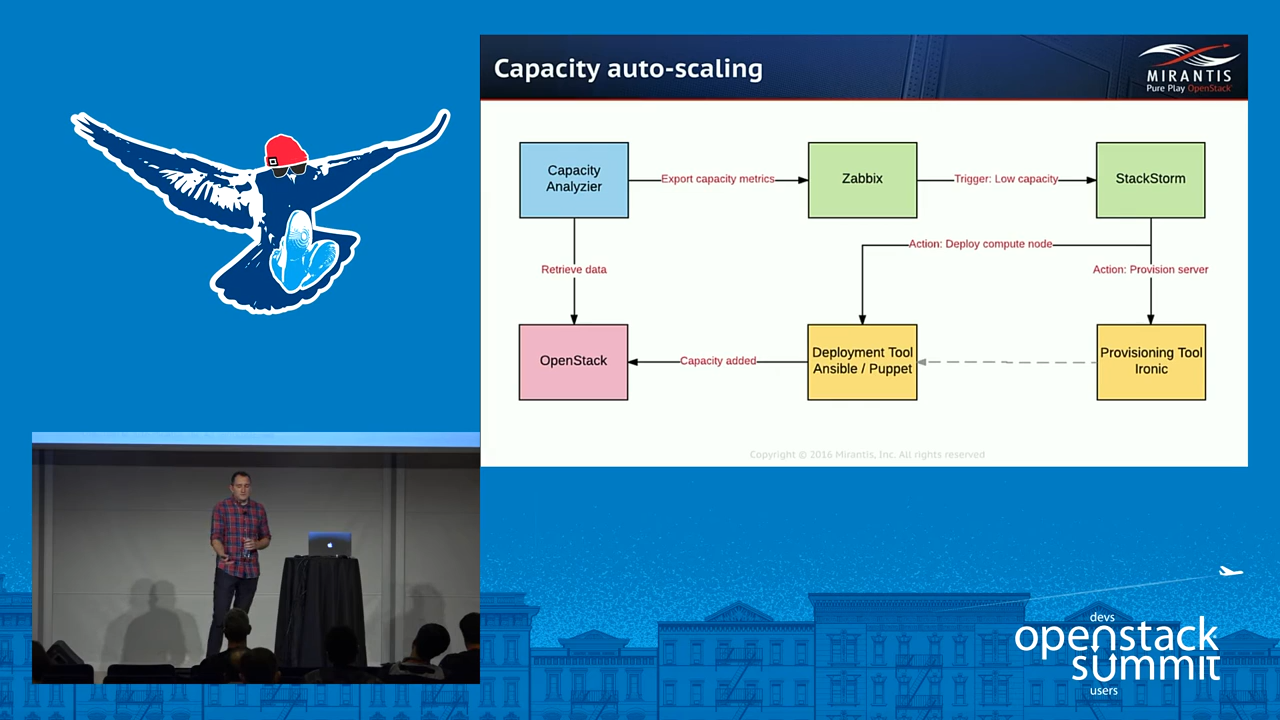 Capacity auto-scaling
MIRANTIS
Pure Play OpenStack
Capacity
Analyzier
Export capacity metrics
Zabbix
Trigger: Low capacity
StackStorm
Action: Deploy compute node
Retrieve data
Action: Provision server
OpenStack
Capacity added
Deployment Tool
Ansible / Puppet
Provisioning Tool
Ironic
Copyright © 2016 Mirantis, Inc. All rights reserved
devs
openstack
summit
users